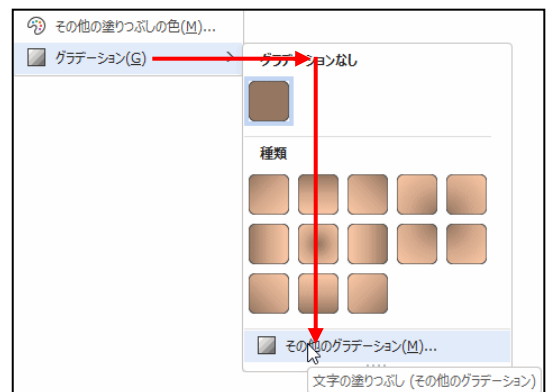 その他の塗りつぶしの色(M)...
グラデーション(G)
グラデーションなし
種類
その他のグラデーション(M)...
文字の塗りつぶし (その他のグラデーション)